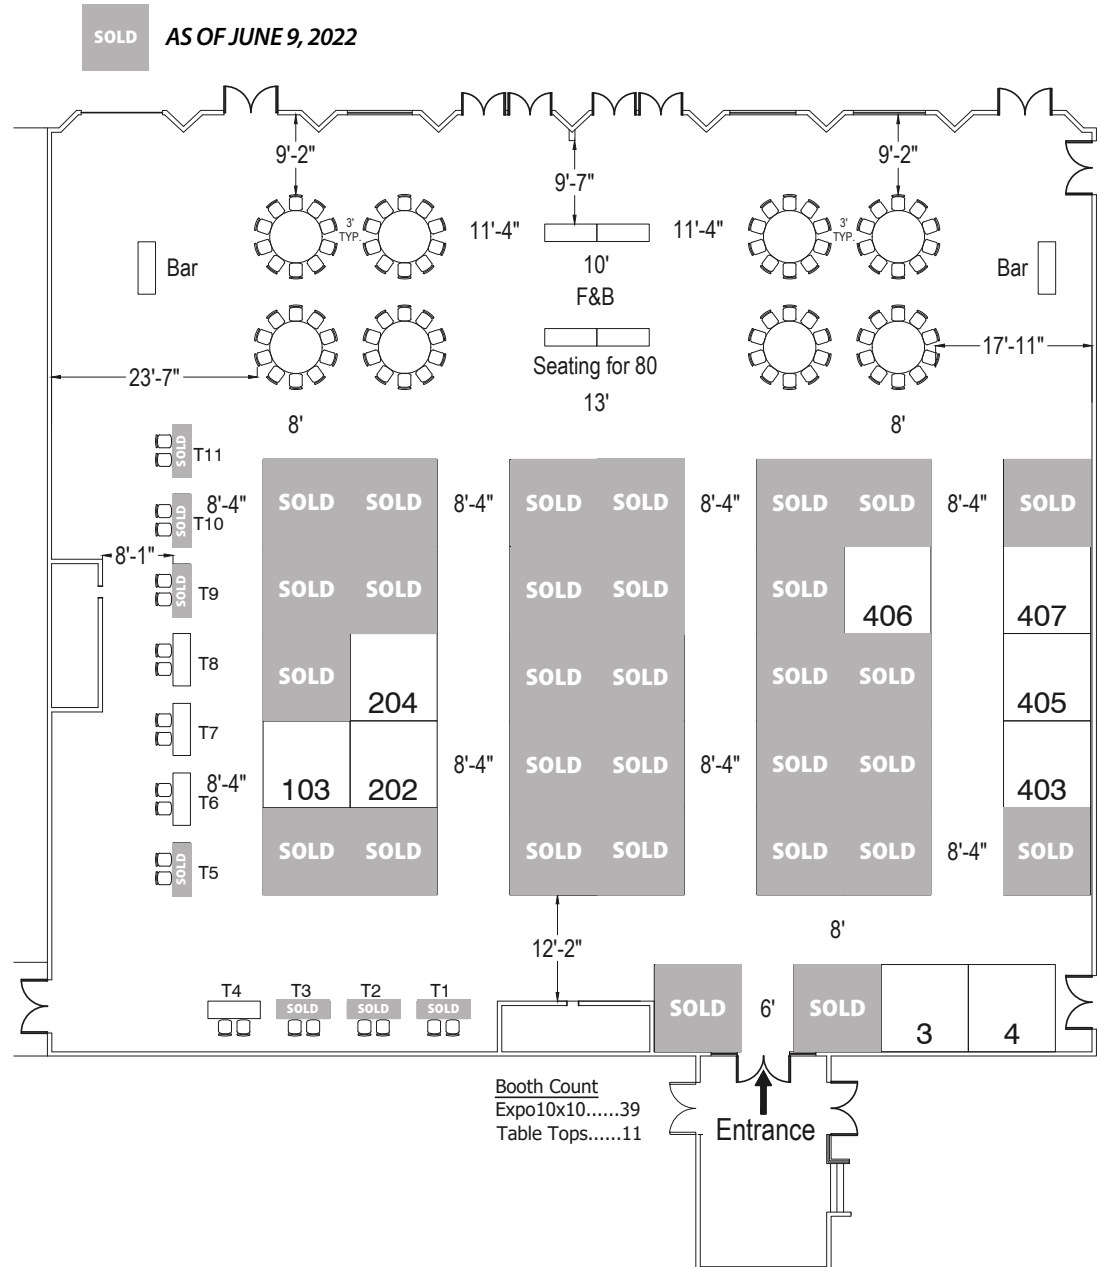 SOLD AS OF JUNE 9, 2022
9'-2" 9'-7" 9'-2"
3' TYP. 11'-4" 11'-4" 3' TYP.
Bar 10' Bar
F&B
17'-11"
Seating for 80
23'-7"
13'
8' 8'
SOLD T11
SOLD SOLD 8'-4" SOLD SOLD 8'-4" SOLD SOLD 8'-4" SOLD
SOLD 8'-4" T10
8'-1"
SOLD T9 SOLD SOLD SOLD SOLD SOLD
406 407
T8
SOLD SOLD SOLD SOLD SOLD
204 405
T7
8'-4" SOLD SOLD 8'-4" SOLD SOLD
8'-4"
103 202 403
T6
SOLD SOLD SOLD SOLD SOLD SOLD 8'-4" SOLD
SOLD T5
8'
12'-2"
T4 T3 T2 T1
SOLD SOLD SOLD
SOLD 6' SOLD
3 4
Booth Count
Expo10x10......39
Table Tops......11
Entrance